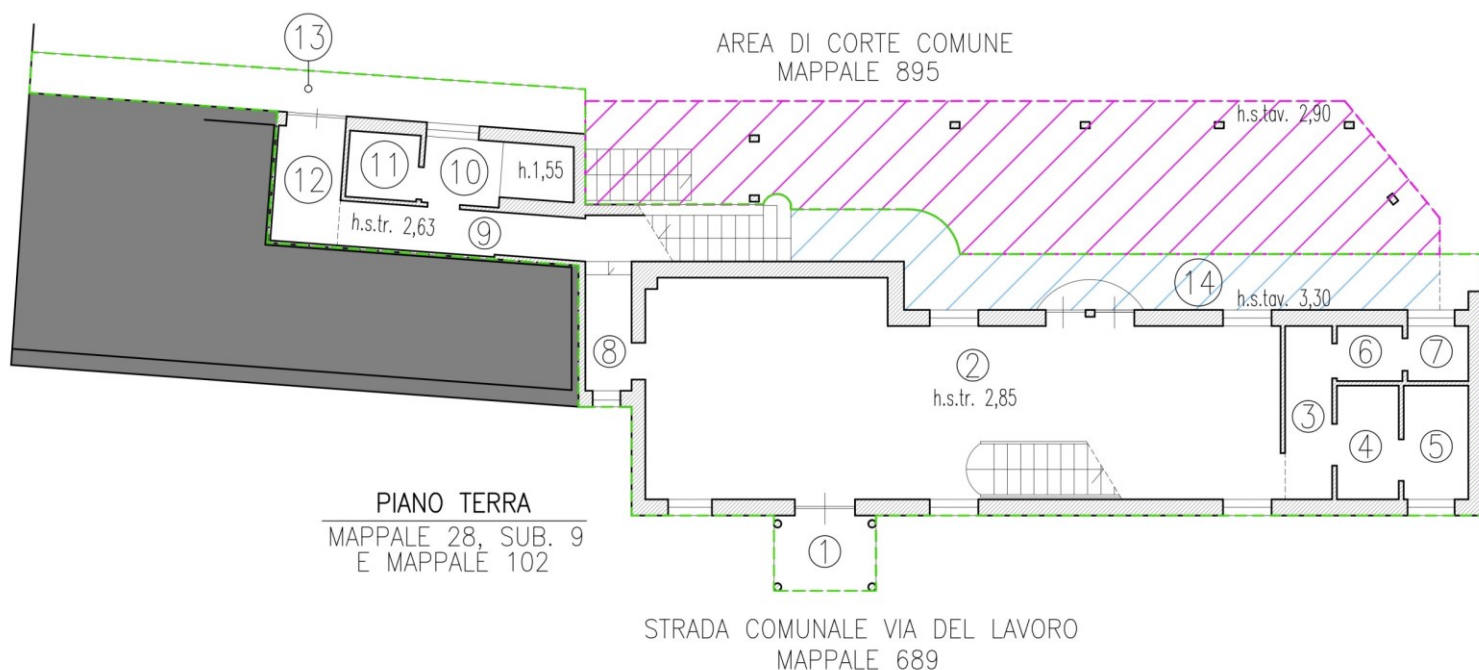 13
AREA DI CORTE COMUNE
MAPPALE 895
h.s.tav. 2,90
11
10
h.1,55
12
h.s.tr. 2,63
9
14
h.s.tav. 3,30
8
2
h.s.tr. 2,85
6
7
3
4
5
PIANO TERRA
MAPPALE 28, SUB. 9
E MAPPALE 102
1
STRADA COMUNALE VIA DEL LAVORO
MAPPALE 689